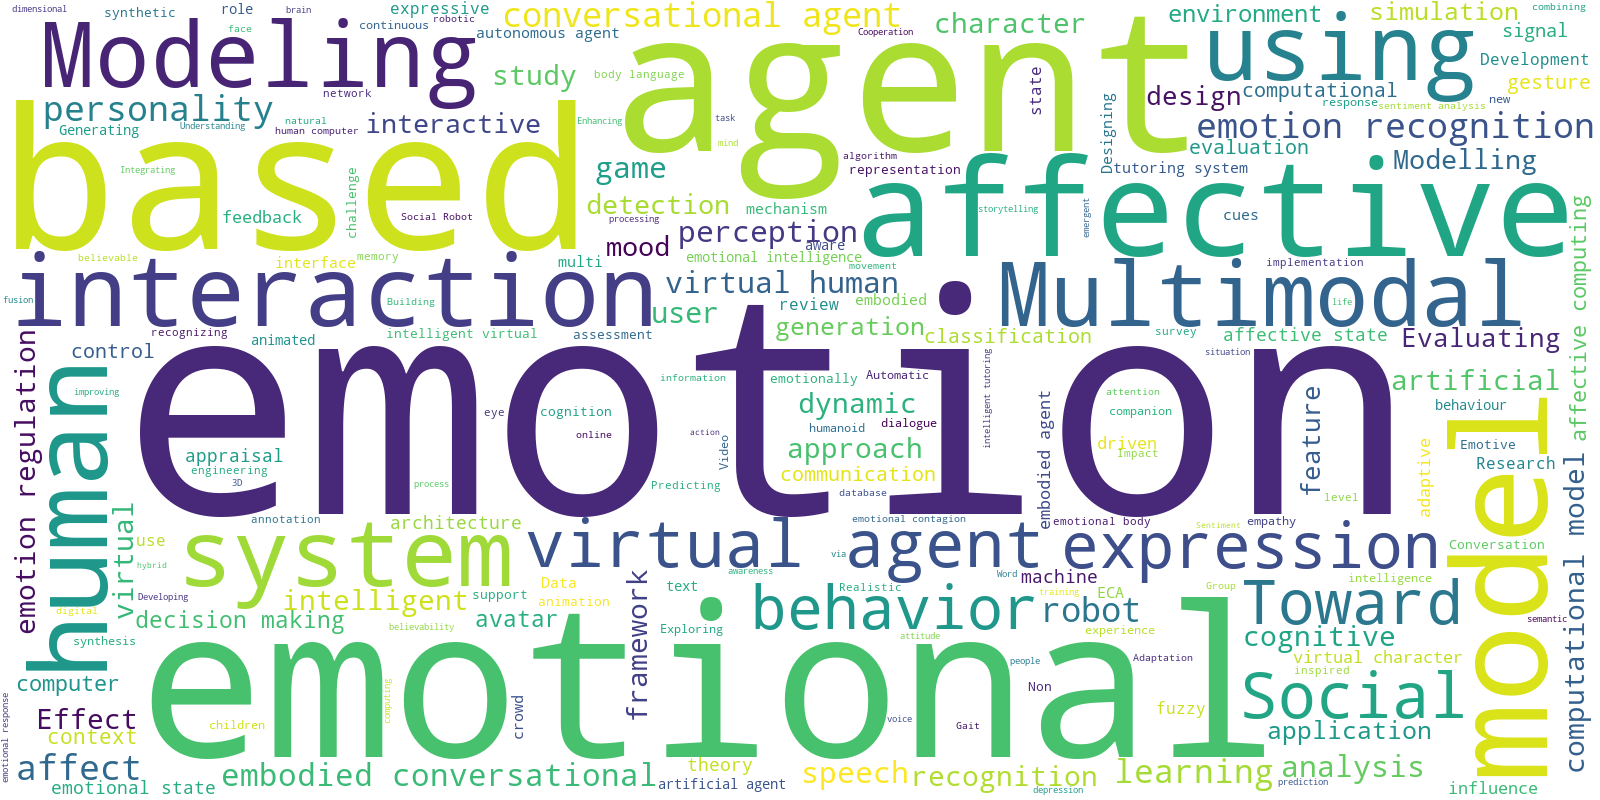 dimensional
synthetic
role
brain
expressive
conversational agent
character
environment
simulation
combining
continuous
robotic
face
autonomous agent
Cooperation
signal
Modeling
agent
using
study
body language
state
Development
network
computational
gesture
personality
design
response
sentiment analysis
new
Generating
Understanding
natural
human computer
interactive
Enhancing
task
Designing
emotion recognition
based
mind
evaluation
Integrating
game
algorithm
representation
tutoring system
Modelling
affective
feedback
challenge
Social Robot
detection
mechanism
storytelling
emergent
cues
processing
perception
aware
mood
believable
interface
memory
multi
emotional intelligence
movement
implementation
affective computing
interaction
virtual human
Multimodal
fusion
Building
user
review
embodied
life
generation
recognizing
animated
intelligent virtual
assessment
classification
survey
affective state
Evaluating
emotion regulation
control
situation
intelligent tutoring
emotion
information
emotionally
Automatic
artificial
improving
attention
human
eye
cognition
dynamic
companion
behaviour
feature
model
humanoid
dialogue
online
action
Video
embodied agent
driven
Impact
Emotive
adaptive
appraisal
approach
Research
engineering
communication
3D
process
Predicting
database
level
computational model
virtual
annotation
architecture
emotional contagion
emotional body
empathy
Sentiment
use
system
virtual agent
via
expression
Conversation
hybrid
awareness
Word
machine
intelligence
Developing
intelligent
Data
framework
text
Realistic
Group
digital
support
animation
training
ECA
decision making
avatar
behavior
robot
Toward
semantic
synthesis
believability
Exploring
attitude
experience
cognitive
emotional
people
Adaptation
virtual character
inspired
computer
computing
Non
Social
emotional response
Effect
children
crowd
voice
Gait
fuzzy
context
application
affect
embodied conversational
theory
speech
recognition
learning
analysis
emotional state
artificial agent
depression
prediction
influence